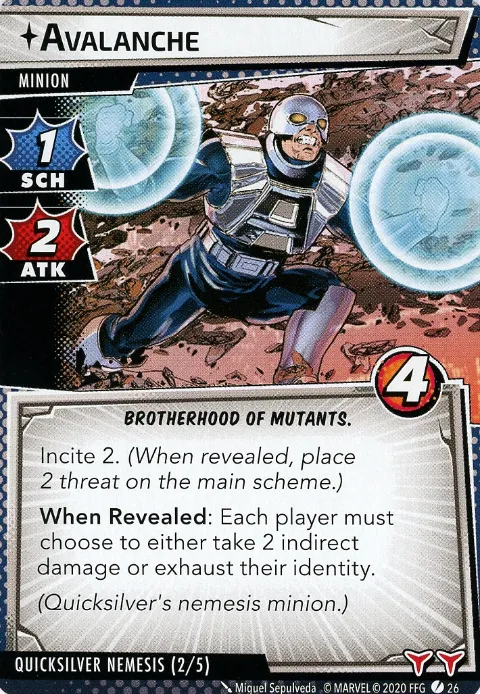 AVALANCHE
MINION
1
SCH
2
ATK
4
BROTHERHOOD OF MUTANTS.
Incite 2. (When revealed, place
2 threat on the main scheme.)
When Revealed: Each player must
choose to either take 2 indirect
damage or exhaust their identity.
(Quicksilver's nemesis minion.)
QUICKSILVER NEMESIS (2/5)
Miguel Sepulveda © MARVEL © 2020 FFG 26